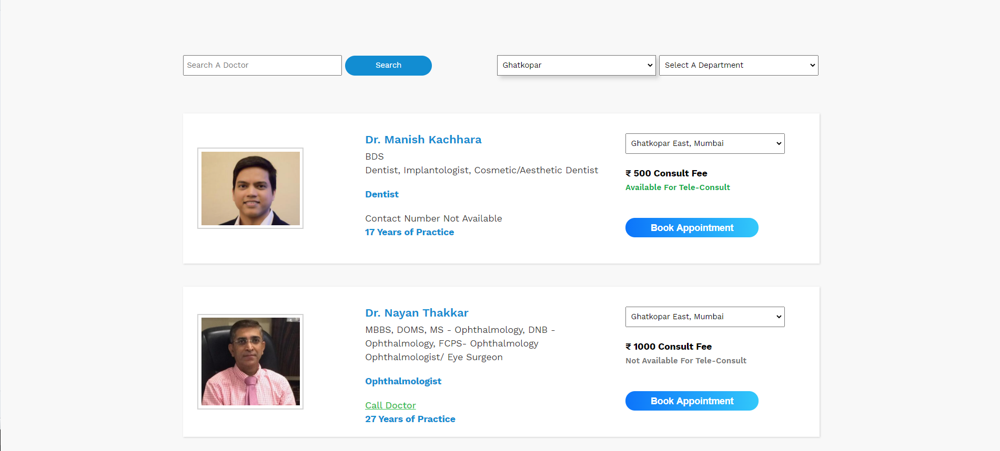 Search A Doctor
Search
Ghatkopar
Select A Department
Dr. Manish Kachhara
BDS
Dentist, Implantologist, Cosmetic/Aesthetic Dentist
Dentist
Contact Number Not Available
17 Years of Practice
Ghatkopar East, Mumbai
₹ 500 Consult Fee
Available For Tele-Consult
Book Appointment
Dr. Nayan Thakkar
MBBS, DOMS, MS - Ophthalmology, DNB -
Ophthalmology, FCPS- Ophthalmology
Ophthalmologist/ Eye Surgeon
Ophthalmologist
Call Doctor
27 Years of Practice
Ghatkopar East, Mumbai
₹ 1000 Consult Fee
Not Available For Tele-Consult
Book Appointment